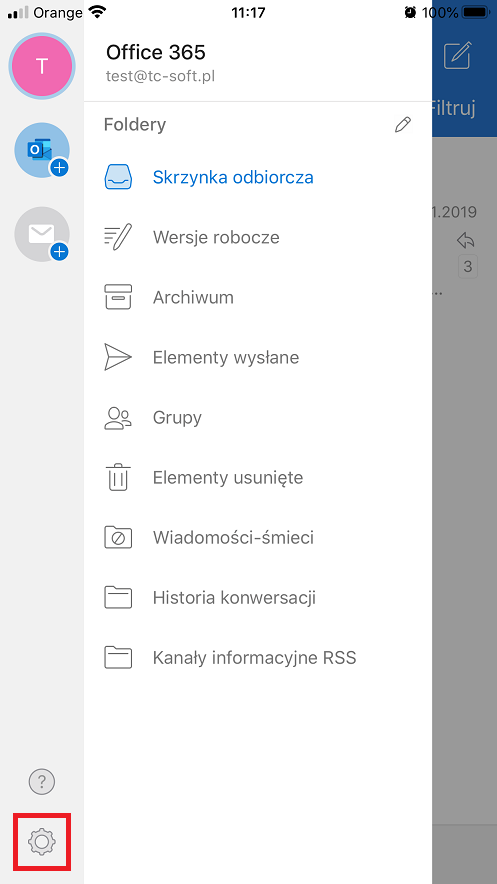 Orange
11:17
100%
T
Office 365
test@tc-soft.pl
Foldery
Filtruj
Skrzynka odbiorcza
1.2019
Wersje robocze
3
Archiwum
...
Elementy wysłane
Grupy
Elementy usunięte
Wiadomości-śmieci
Historia konwersacji
Kanały informacyjne RSS
?